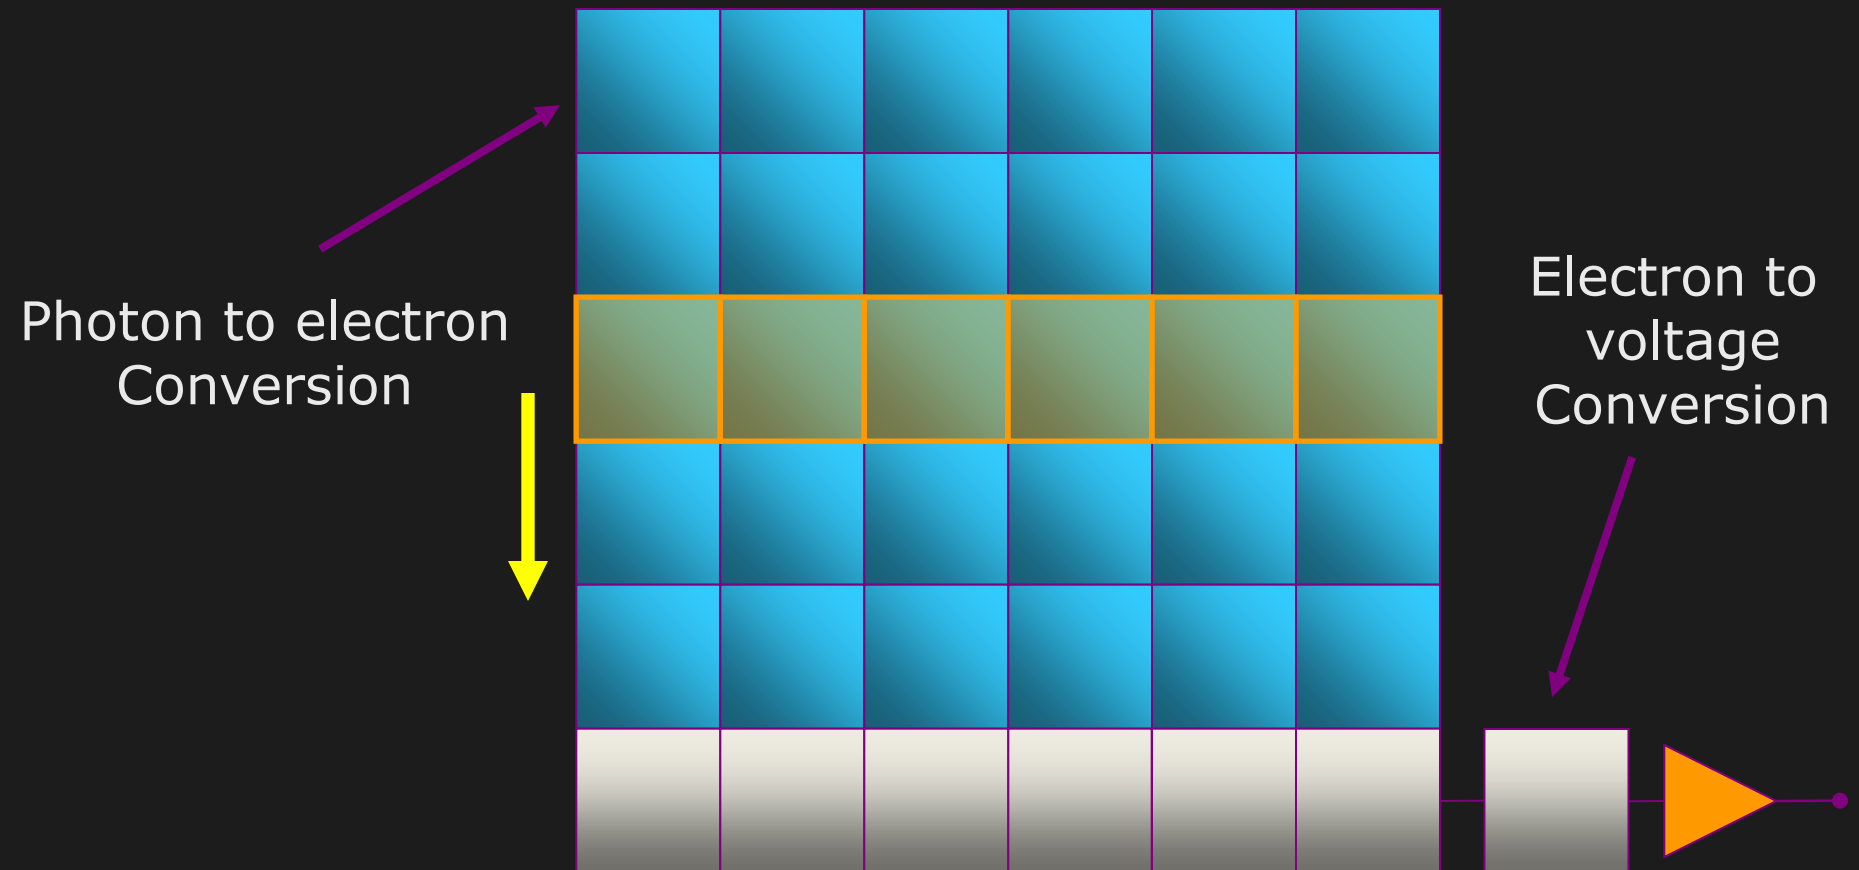 Photon to electron
Conversion
Electron to
voltage
Conversion